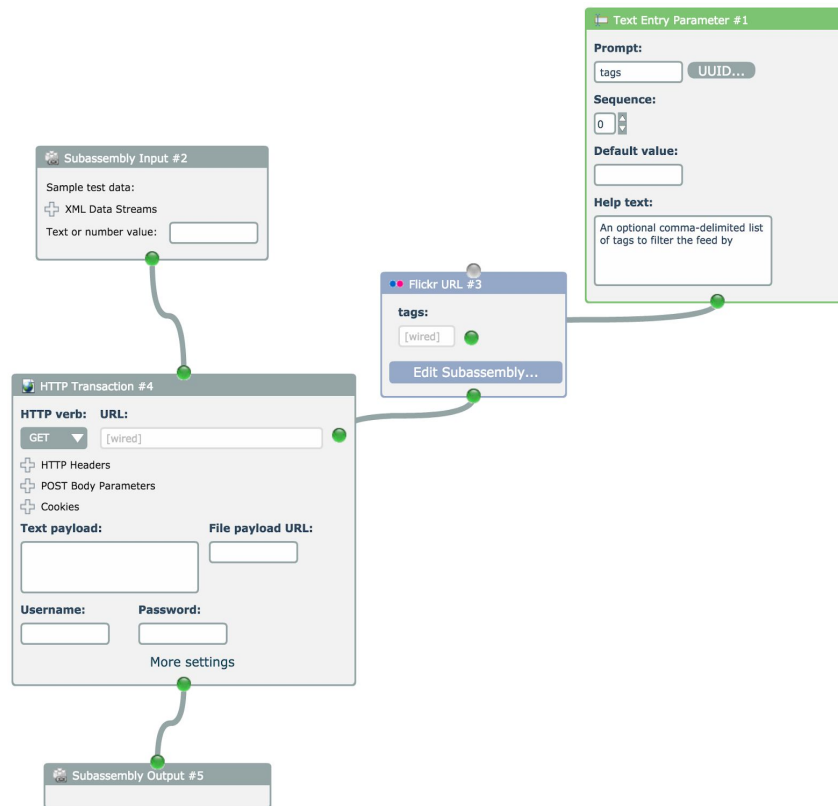 Text Entry Parameter #1
Prompt:
tags
UUID...
Sequence:
0
Default value:
Help text:
An optional comma-delimited list
of tags to filter the feed by
Subassembly Input #2
Sample test data:
XML Data Streams
Text or number value:
Flickr URL #3
tags:
[wired]
Edit Subassembly...
HTTP Transaction #4
HTTP verb: URL:
GET [wired]
HTTP Headers
POST Body Parameters
Cookies
Text payload: File payload URL:
Username: Password:
More settings
Subassembly Output #5